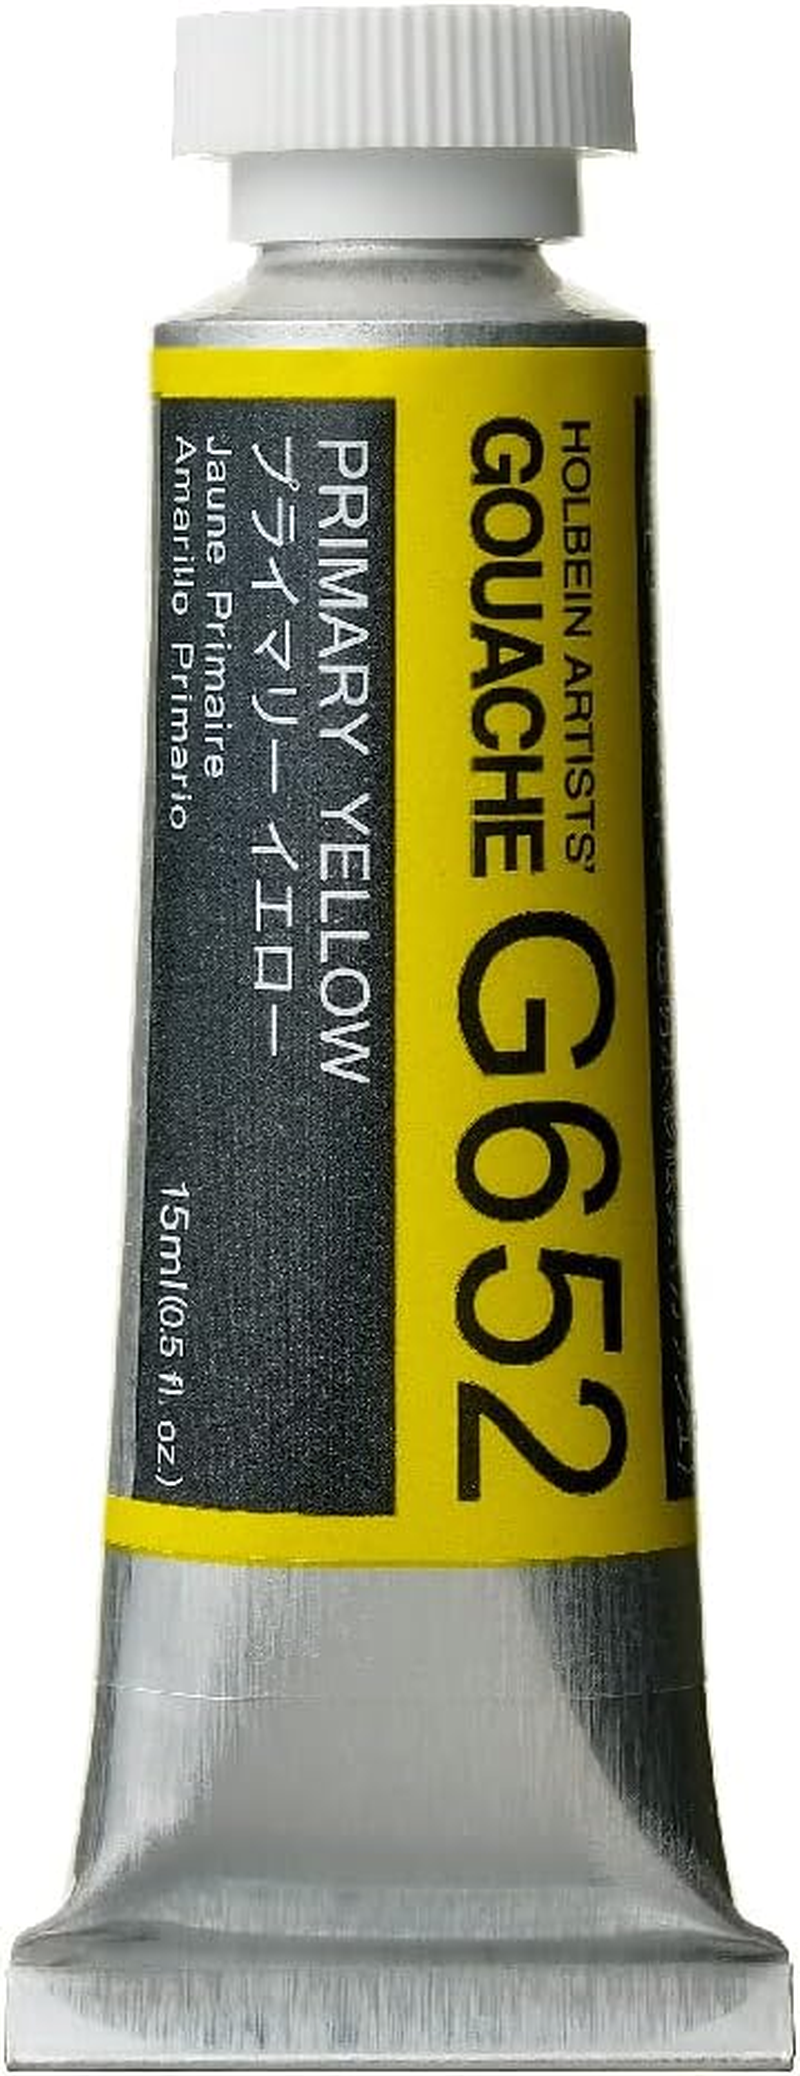 HOLBEIN ARTISTS'
GOUACHE G652
PRIMARY YELLOW
プライマリー イエロー
Jaune Primaire
Amarillo Primario
15ml(0.5 fl. oz.)